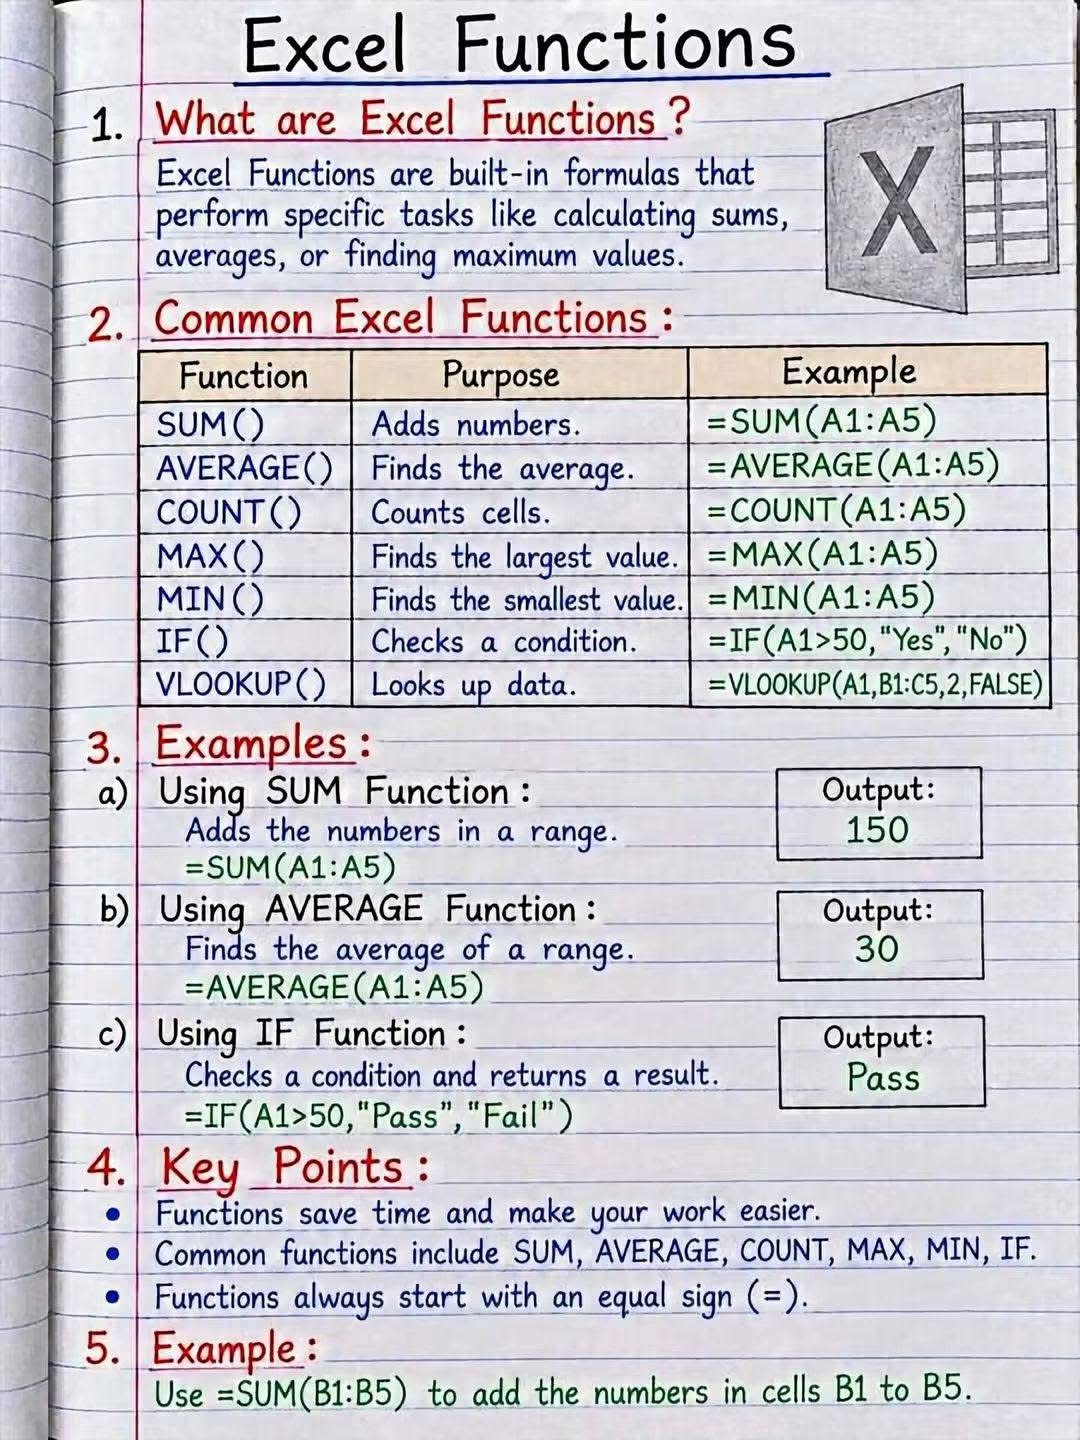 Excel Functions
1. What are Excel Functions?
Excel Functions are built-in formulas that
perform specific tasks like calculating sums,
averages, or finding maximum values.
X
2. Common Excel Functions:
Function Purpose Example
SUM() Adds numbers. =SUM(A1:A5)
AVERAGE() Finds the average. =AVERAGE(A1:A5)
COUNT() Counts cells. =COUNT(A1:A5)
MAX() Finds the largest value. =MAX(A1:A5)
MIN() Finds the smallest value. =MIN(A1:A5)
IF() Checks a condition. =IF(A1>50,"Yes","No")
VLOOKUP() Looks up data. =VLOOKUP(A1,B1:C5,2,FALSE)
3. Examples:
a) Using SUM Function:
Adds the numbers in a range.
=SUM(A1:A5)
Output:
150
b) Using AVERAGE Function:
Finds the average of a range.
=AVERAGE(A1:A5)
Output:
30
c) Using IF Function:
Checks a condition and returns a result.
=IF(A1>50,"Pass","Fail")
Output:
Pass
4. Key Points:
• Functions save time and make your work easier.
• Common functions include SUM, AVERAGE, COUNT, MAX, MIN, IF.
• Functions always start with an equal sign (=).
5. Example:
Use =SUM(B1:B5) to add the numbers in cells B1 to B5.